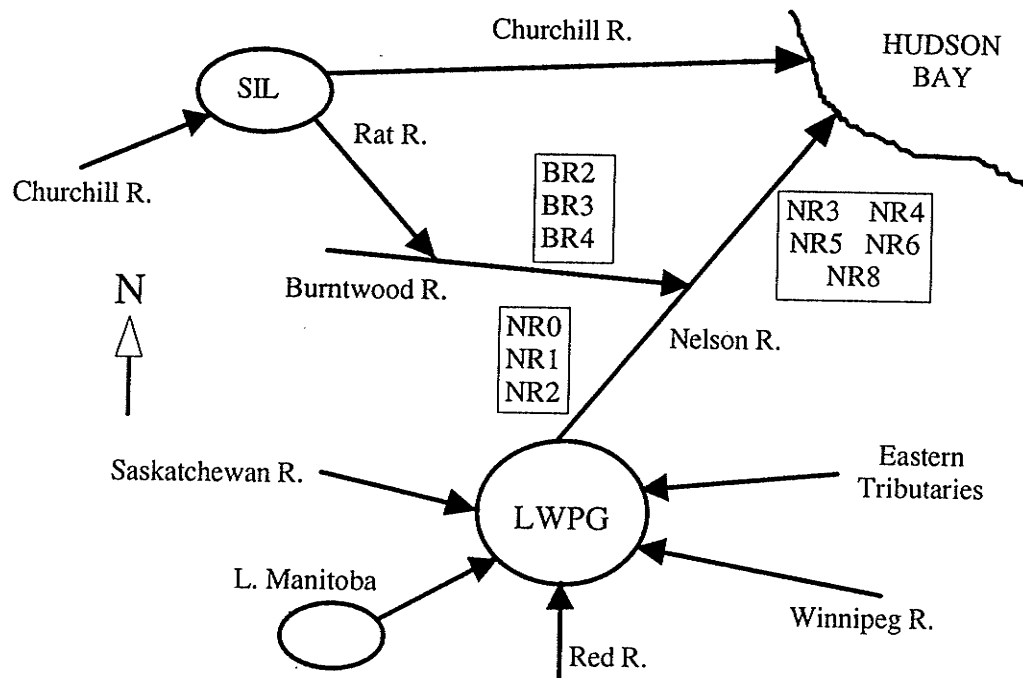 Churchill R.
HUDSON
BAY
SIL
Rat R.
Churchill R.
BR2
BR3
BR4
NR3 NR4
NR5 NR6
NR8
Burntwood R.
N
NR0
NR1
NR2
Nelson R.
Saskatchewan R.
Eastern
Tributaries
LWPG
L. Manitoba
Winnipeg R.
Red R.